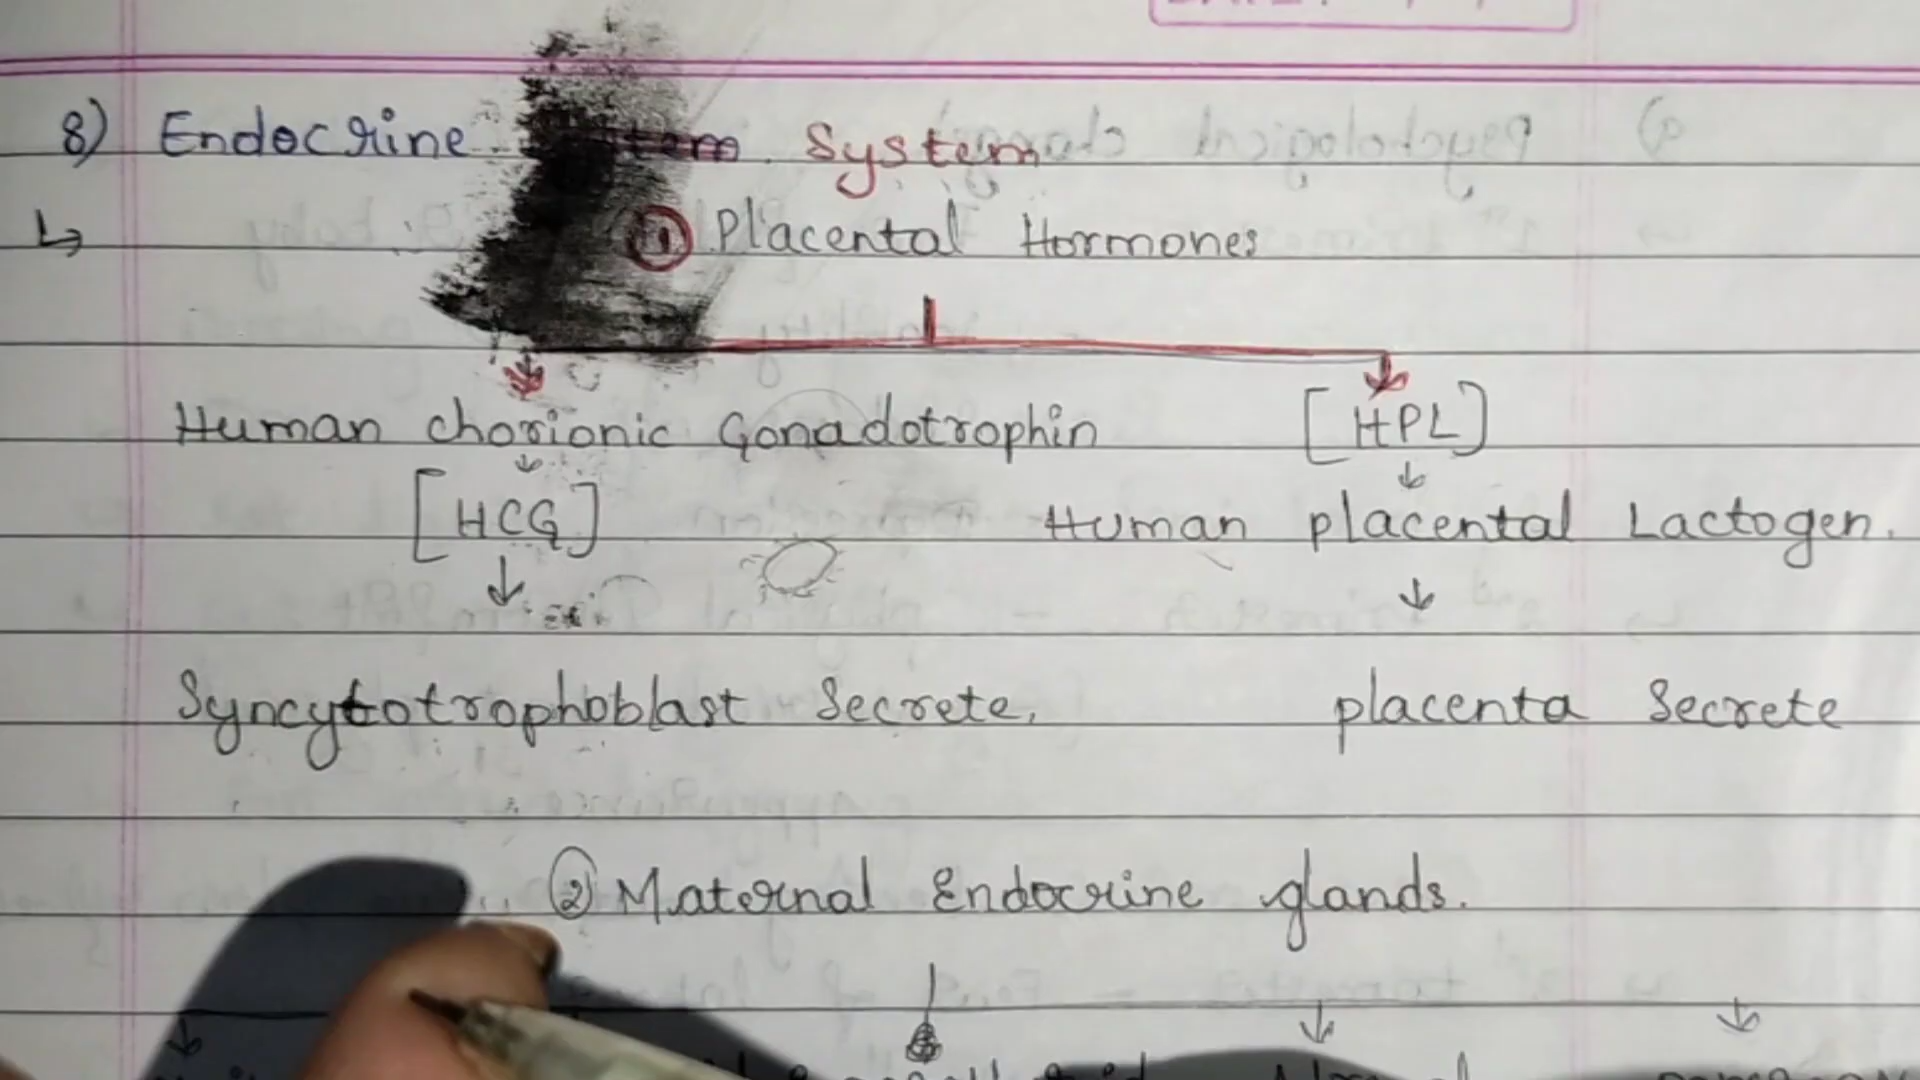 8) Endocrine System
↳ ① Placental Hormones
Human chorionic Gonadotrophin [HPL]
[HCG] Human placental Lactogen.
Syncytotrophoblast Secrete. placenta Secrete
② Maternal Endocrine glands.